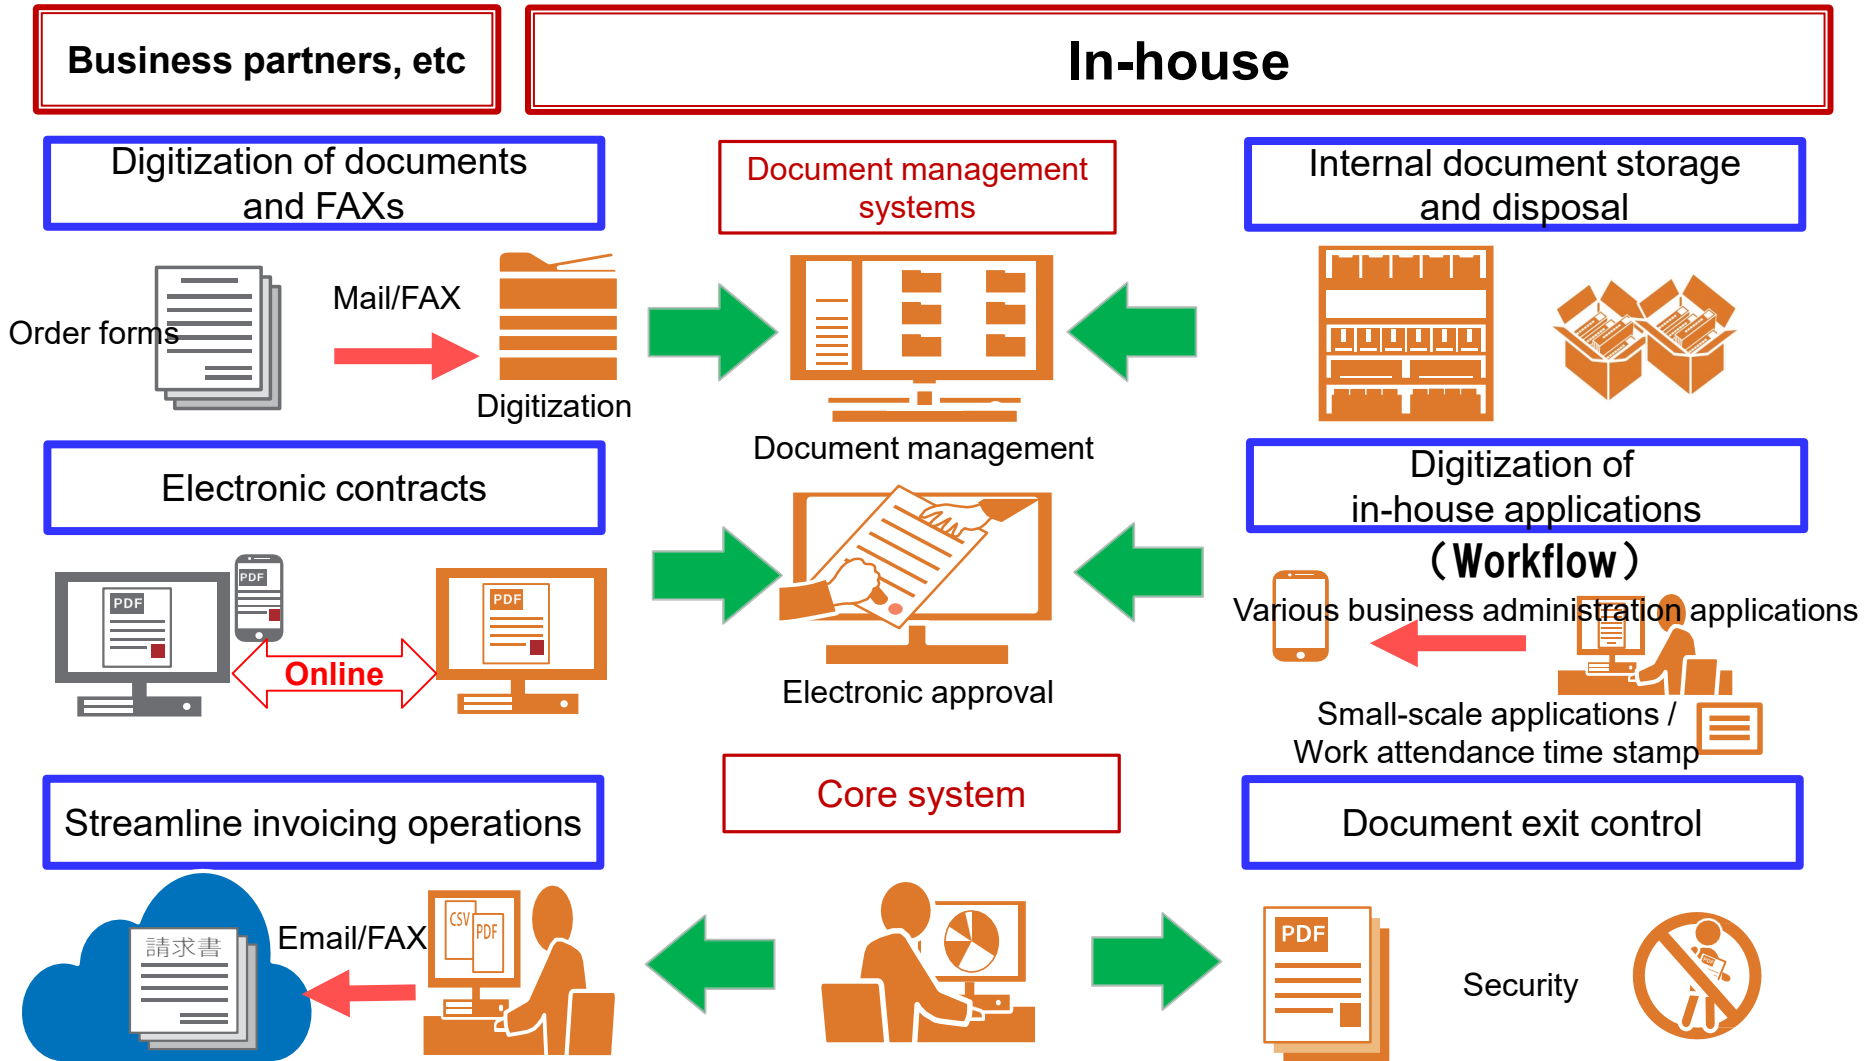 Business partners, etc
In-house
Digitization of documents
and FAXs
Document management
systems
Internal document storage
and disposal
Order forms
Mail/FAX
Digitization
Document management
Electronic contracts
Digitization of
in-house applications
（Workflow）
PDF
PDF
PDF
Online
Electronic approval
Various business administration applications
Small-scale applications /
Work attendance time stamp
Streamline invoicing operations
Core system
Document exit control
請求書
Email/FAX
CSV
PDF
PDF
Security
PDF